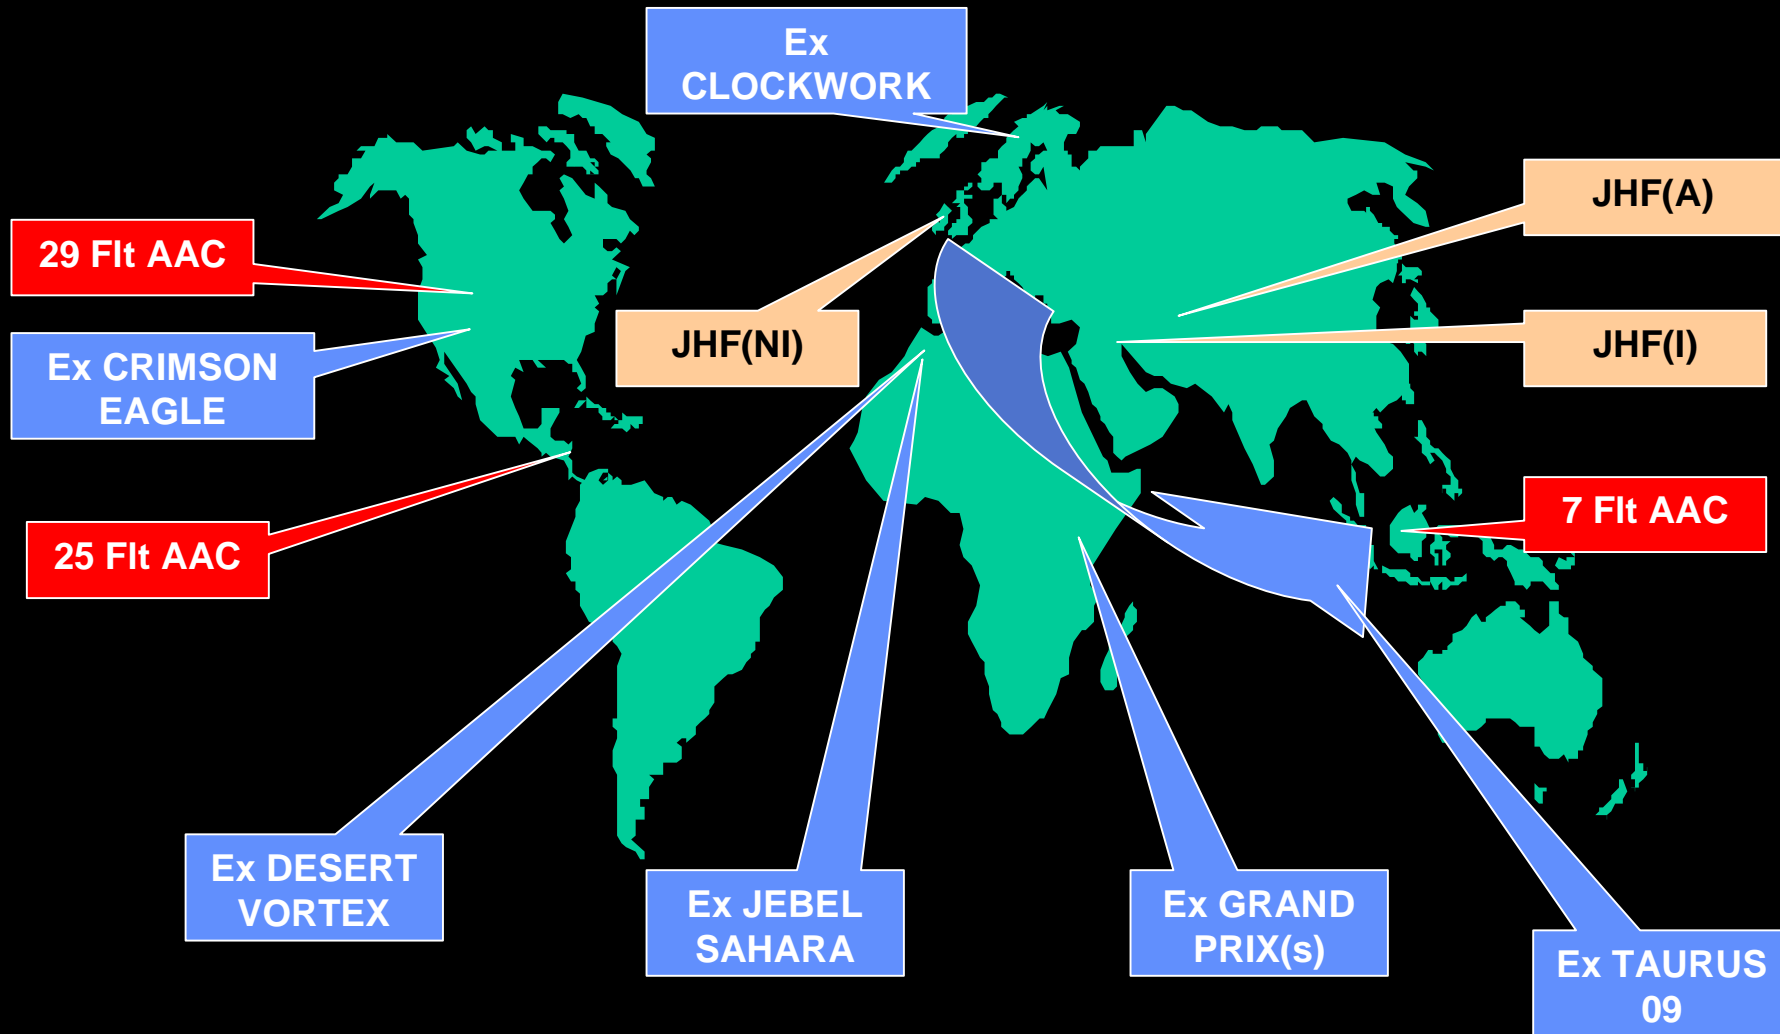 Ex
CLOCKWORK
JHF(A)
29 Flt AAC
JHF(NI)
JHF(I)
Ex CRIMSON
EAGLE
7 Flt AAC
25 Flt AAC
Ex DESERT
VORTEX
Ex JEBEL
SAHARA
Ex GRAND
PRIX(s)
Ex TAURUS
09